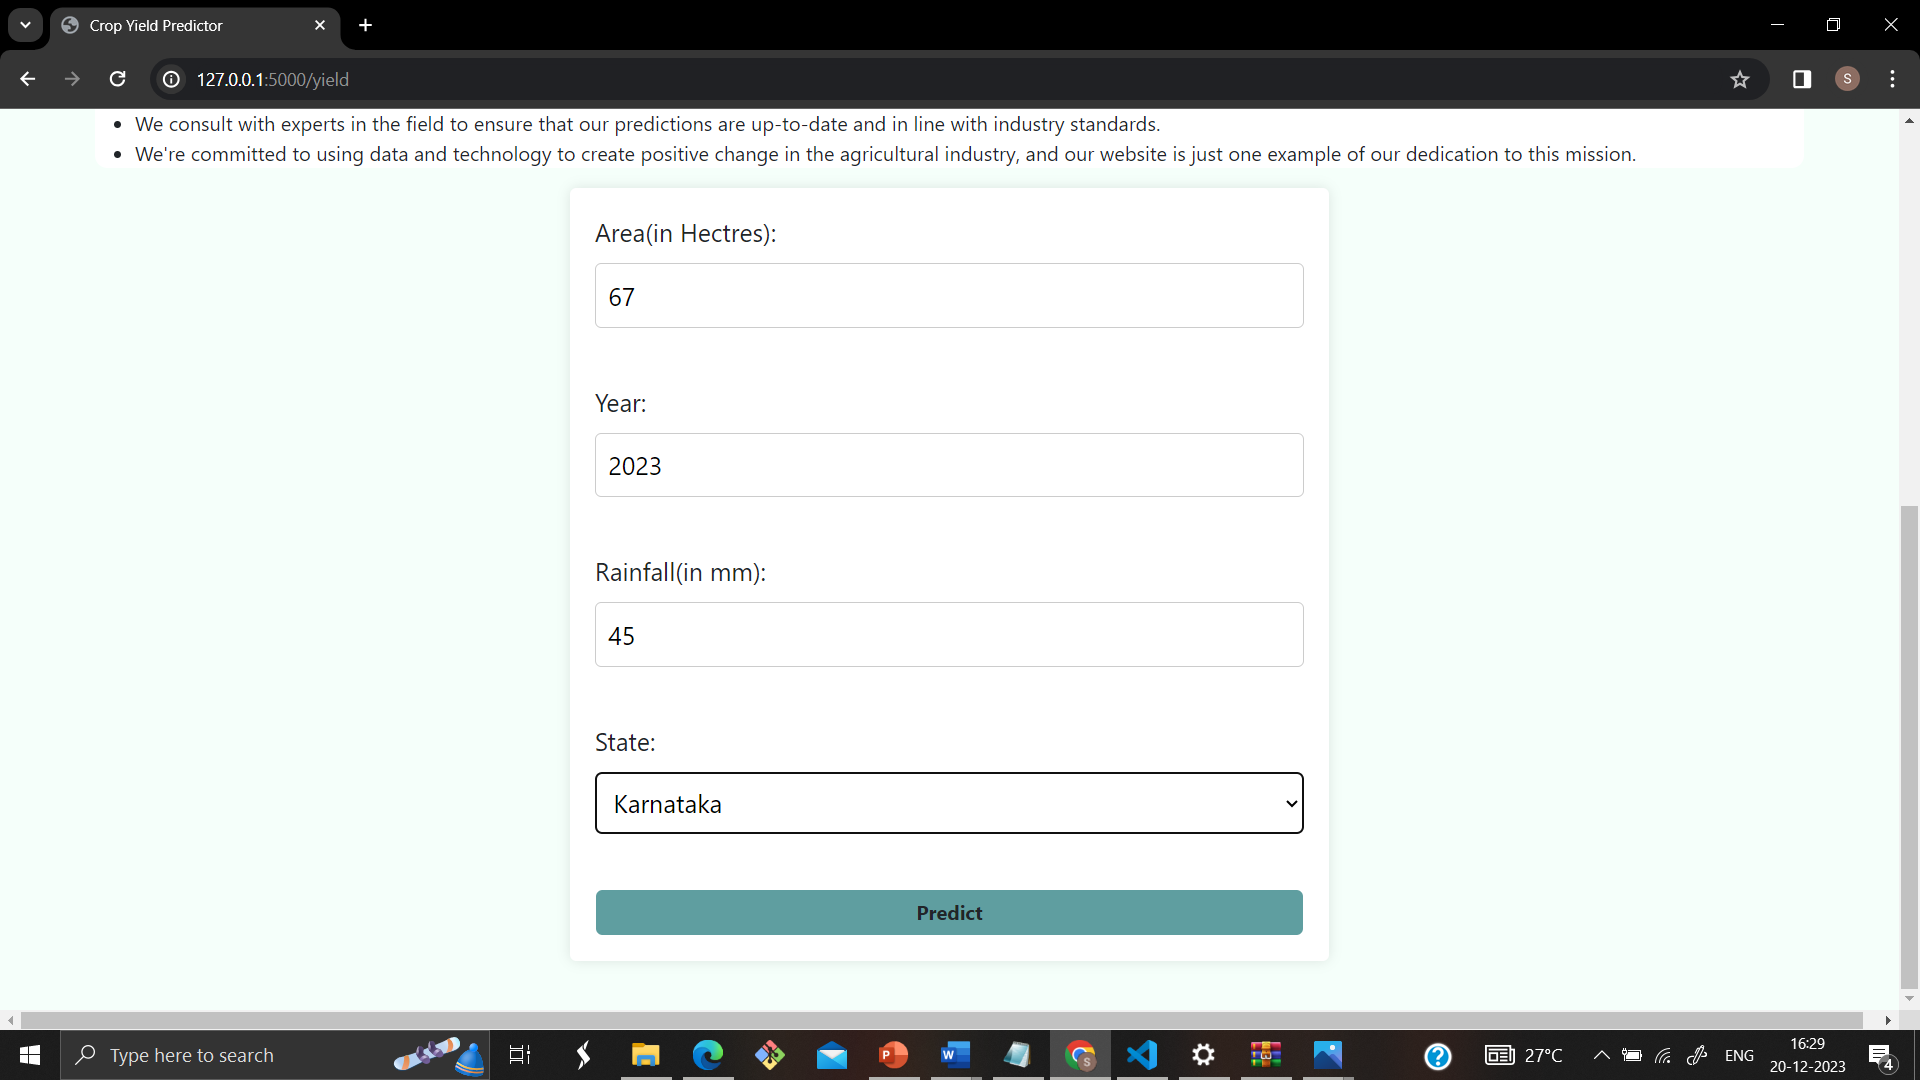 Crop Yield Predictor
127.0.0.1:5000/yield
S
• We consult with experts in the field to ensure that our predictions are up-to-date and in line with industry standards.
• We're committed to using data and technology to create positive change in the agricultural industry, and our website is just one example of our dedication to this mission.
Area(in Hectres):
67
Year:
2023
Rainfall(in mm):
45
State:
Karnataka
Predict
Type here to search
P
W
S
27°C
ENG
16:29
20-12-2023
4